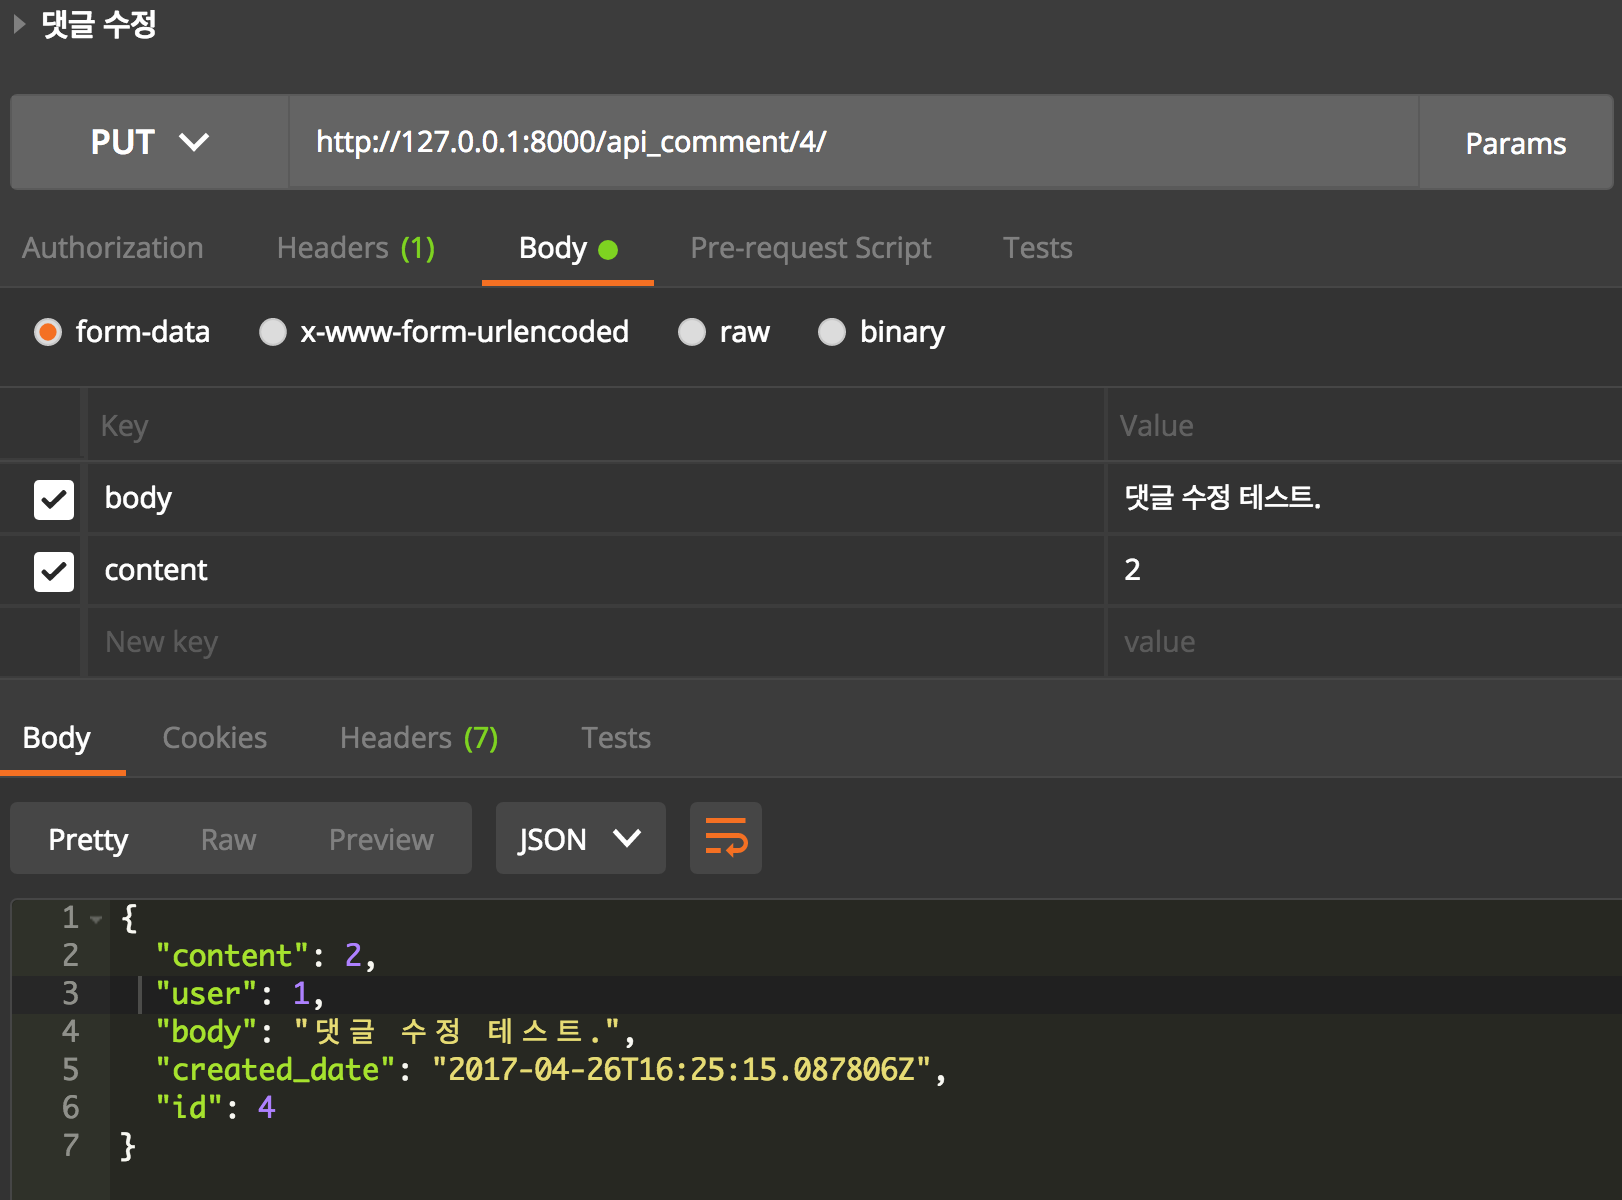 댓글 수정
PUT http://127.0.0.1:8000/api_comment/4/ Params
Authorization Headers (1) Body Pre-request Script Tests
form-data x-www-form-urlencoded raw binary
Key Value
body 댓글 수정 테스트.
content 2
New key value
Body Cookies Headers (7) Tests
Pretty Raw Preview JSON
1 {
2 "content": 2,
3 "user": 1,
4 "body": "댓글 수정 테스트.",
5 "created_date": "2017-04-26T16:25:15.087806Z",
6 "id": 4
7 }